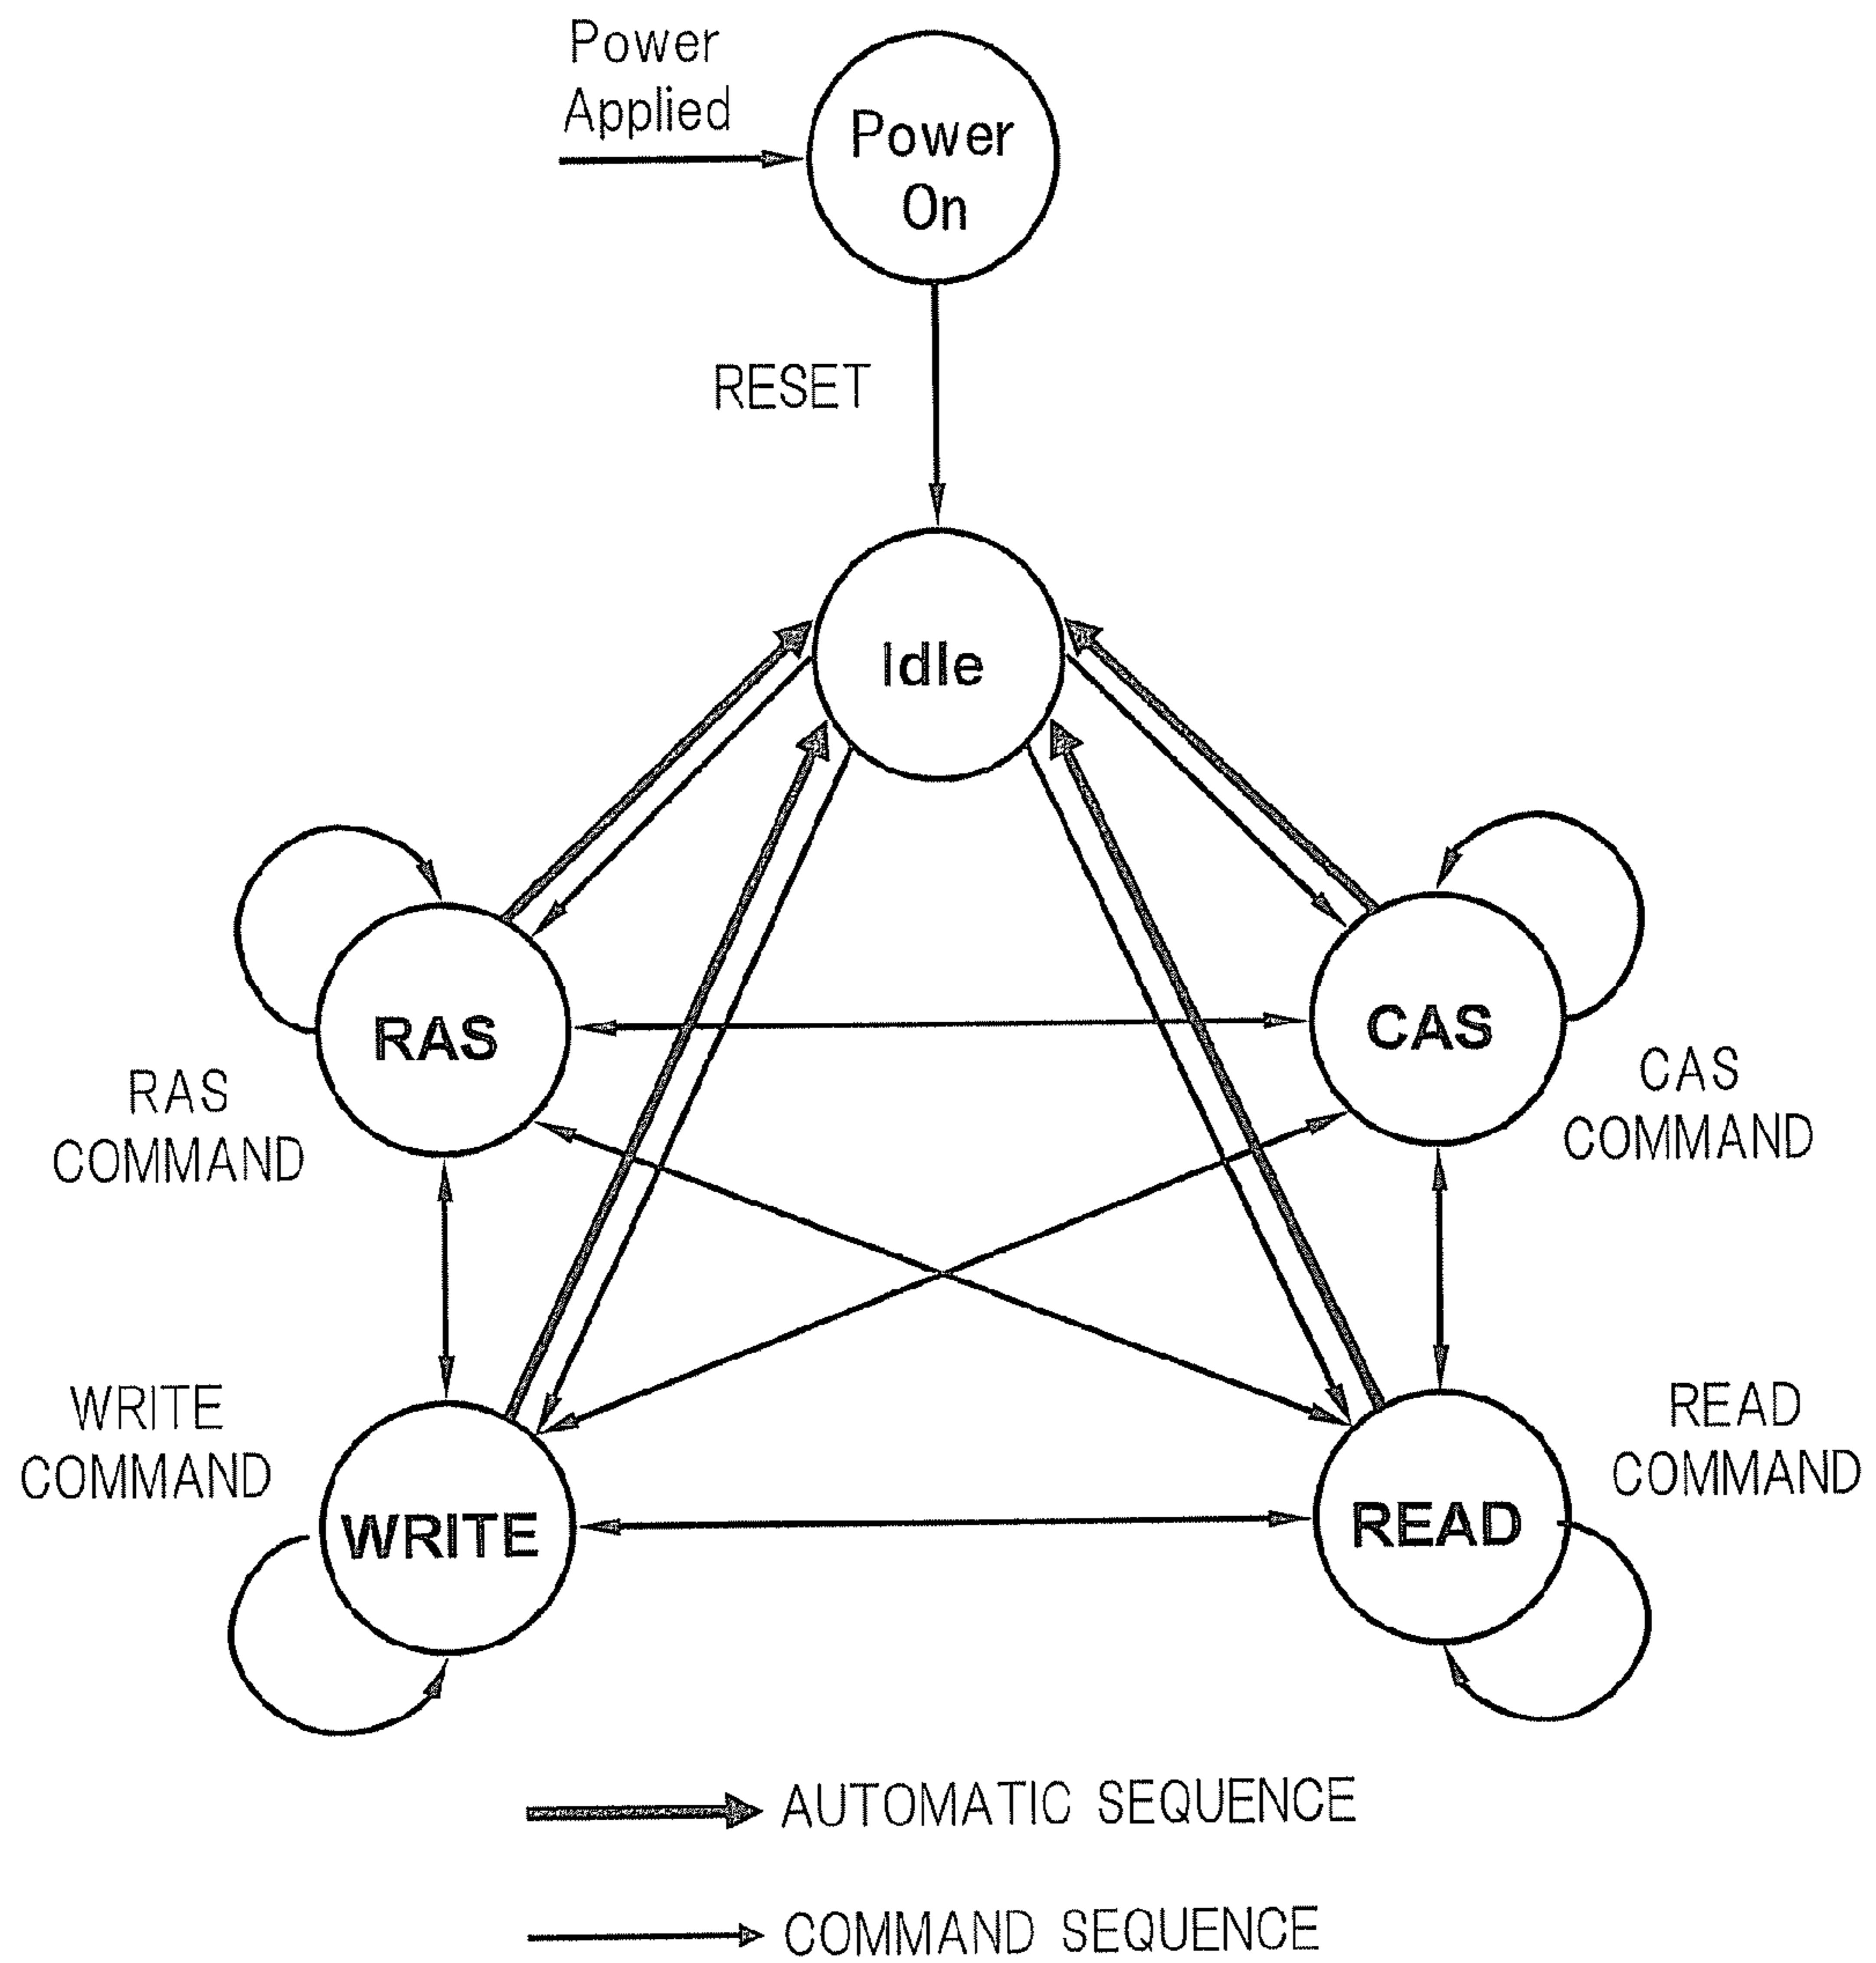 Power
Applied
Power
On
RESET
Idle
RAS
CAS
RAS
COMMAND
CAS
COMMAND
WRITE
COMMAND
READ
COMMAND
WRITE
READ
AUTOMATIC SEQUENCE
COMMAND SEQUENCE